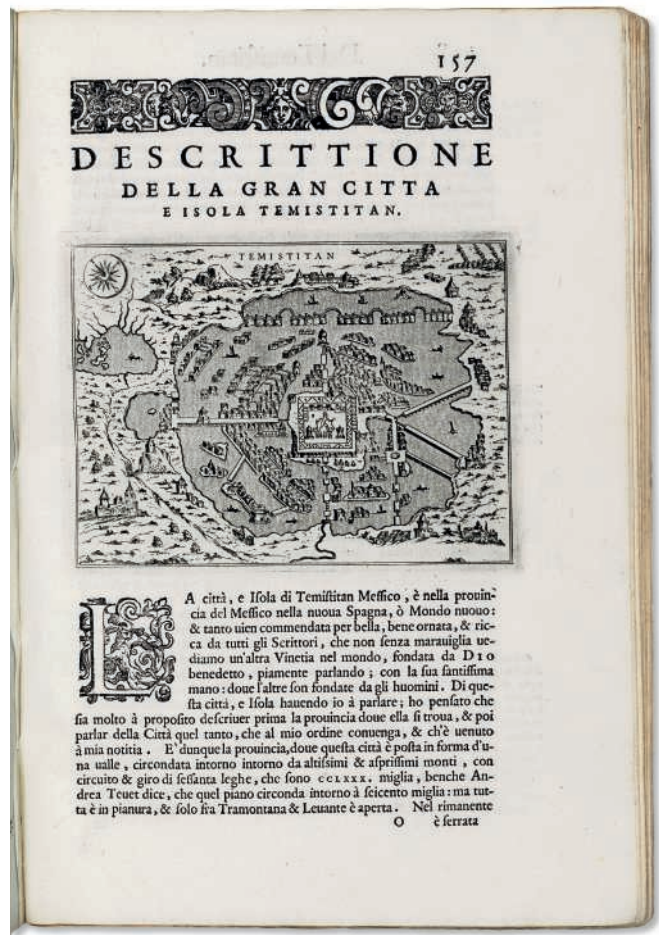 157
DESCRITTIONE
DELLA GRAN CITTA
E ISOLA TEMISTITAN.
TEMISTITAN
LA città, e Isola di Temistitan Messico, è nella prouin-
cia del Messico nella nuoua Spagna, ò Mondo nuouo:
& tanto uien commendata per bella, bene ornata, & ric-
ca da tutti gli Scrittori, che non senza marauiglia ue-
diamo un'altra Vinetia nel mondo, fondata da DIO
benedetto, piamente parlando; con la sua santissima
mano: doue l'altre son fondate da gli huomini. Di que-
sta città, e Isola hauendo io à parlare; ho pensato che
sia molto à proposito descriuer prima la prouincia doue ella si troua, & poi
parlar della Città quel tanto, che al mio ordine conuenga, & ch'è uenuto
à mia notitia. E' dunque la prouincia, doue questa città è posta in forma d'u-
na ualle, circondata intorno intorno da altissimi & asprissimi monti, con
circuito & giro di sessanta leghe, che sono CCLXXX. miglia, benche An-
drea Teuet dice, che quel piano circonda intorno à seicento miglia: ma tut-
ta è in pianura, & solo fra Tramontana & Leuante è aperta. Nel rimanente
O è serrata